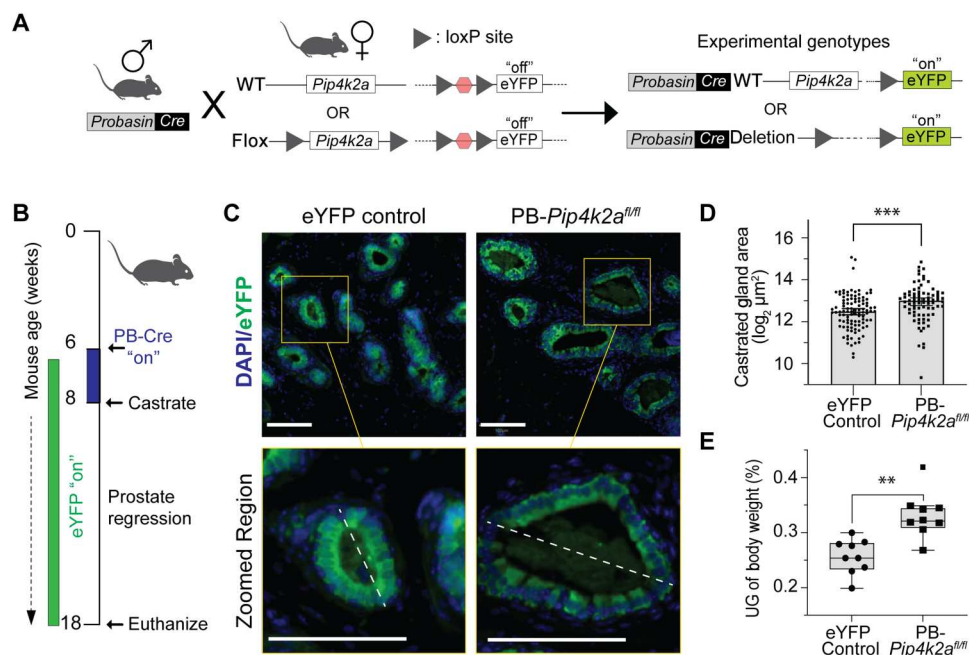 A
♂
♀
: loxP site
Experimental genotypes
"off"
"on"
WT
Pip4k2a
eYFP
Probasin Cre WT
Pip4k2a
eYFP
Probasin Cre
X
OR
"off"
OR
"on"
Flox
Pip4k2a
eYFP
Probasin Cre Deletion
eYFP
B
0
Mouse age (weeks)
6
PB-Cre
"on"
8
Castrate
eYFP "on"
Prostate
regression
18
Euthanize
C
eYFP control
PB-Pip4k2afl/fl
DAPI/eYFP
Zoomed Region
D
***
Castrated gland area
(log2 μm2)
16
14
12
10
eYFP
Control
PB-
Pip4k2afl/fl
E
**
UG of body weight (%)
0.4
0.3
0.2
eYFP
Control
PB-
Pip4k2afl/fl